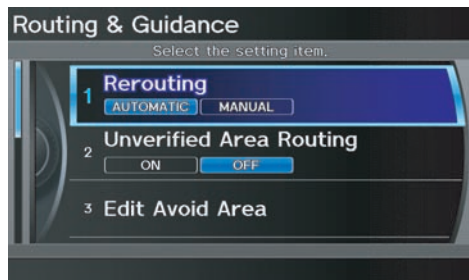 Routing & Guidance
Select the setting item.
1 Rerouting
AUTOMATIC MANUAL
2 Unverified Area Routing
ON OFF
3 Edit Avoid Area